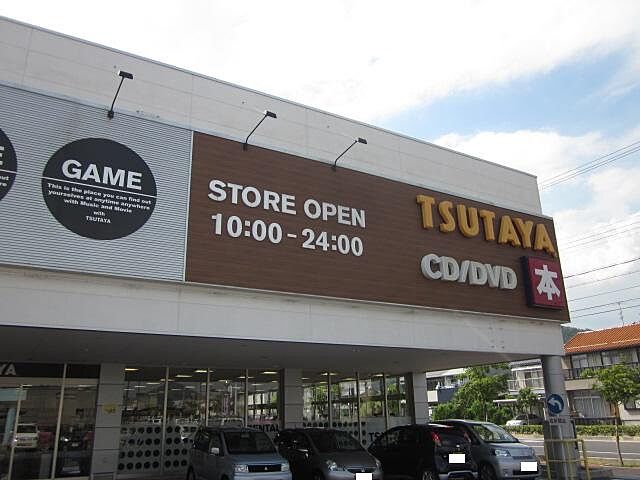 GAME
This is the place you can find out
yourselves at anytime anywhere
with Music and Movie
with
TSUTAYA
STORE OPEN
10:00-24:00
TSUTAYA
CD/DVD
本